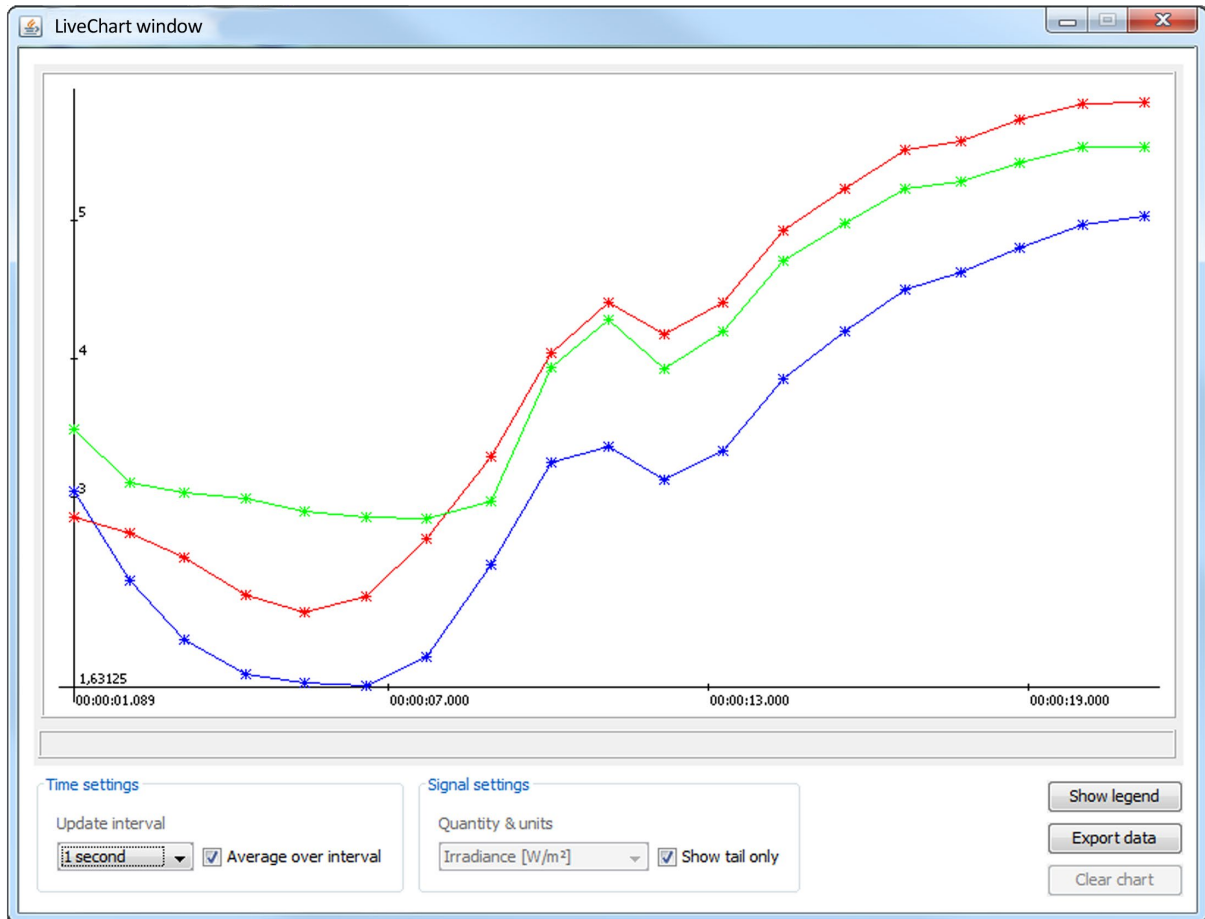 LiveChart window
5
4
3
1,63125
00:00:01.089 00:00:07.000 00:00:13.000 00:00:19.000
Time settings
Update interval
1 second Average over interval
Signal settings
Quantity & units
Irradiance [W/m²] Show tail only
Show legend
Export data
Clear chart